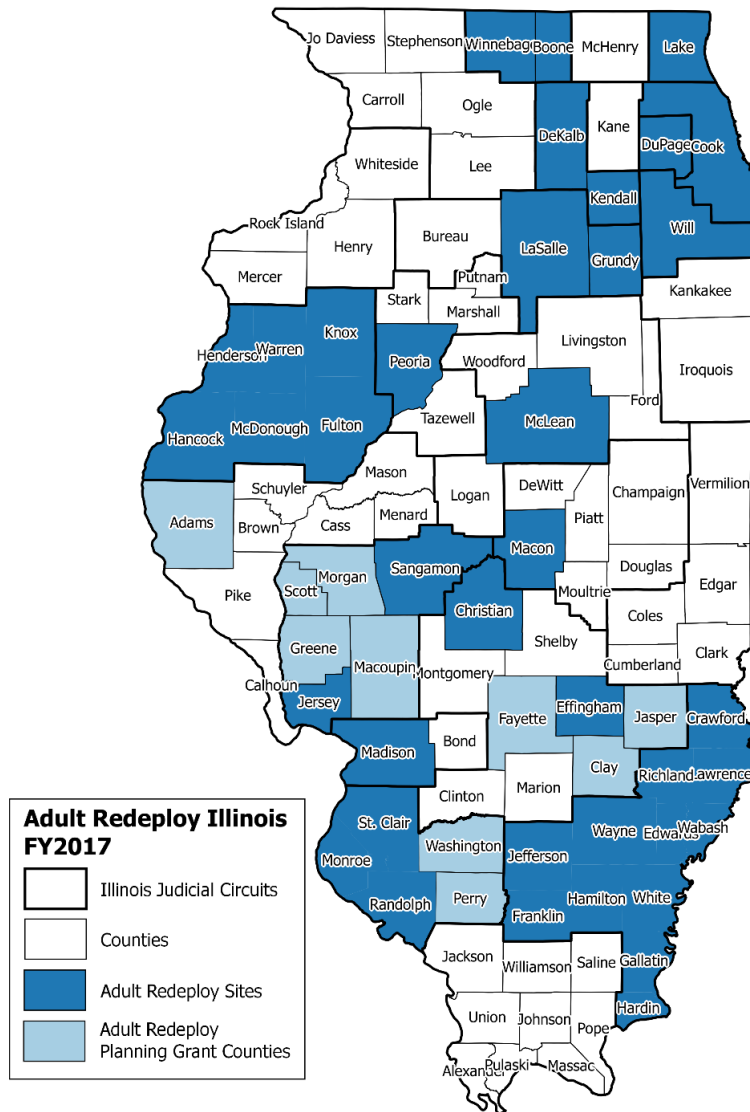 Jo Daviess
Stephenson
Winnebago
Boone
McHenry
Lake
Carroll
Ogle
DeKalb
Kane
DuPage
Cook
Whiteside
Lee
Kendall
Will
Rock Island
Henry
Bureau
LaSalle
Grundy
Mercer
Putnam
Stark
Marshall
Kankakee
Knox
Henderson
Warren
Peoria
Woodford
Livingston
Iroquois
Ford
Tazewell
McLean
Hancock
McDonough
Fulton
Mason
Schuyler
Logan
DeWitt
Champaign
Vermilion
Adams
Brown
Cass
Menard
Piatt
Macon
Sangamon
Douglas
Morgan
Scott
Pike
Moultrie
Edgar
Christian
Coles
Shelby
Greene
Macoupin
Montgomery
Cumberland
Clark
Calhoun
Jersey
Fayette
Effingham
Jasper
Crawford
Madison
Bond
Clay
Richland
Lawrence
Clinton
Marion
St. Clair
Washington
Wayne
Edwards
Wabash
Monroe
Jefferson
Randolph
Perry
Hamilton
White
Franklin
Jackson
Williamson
Saline
Gallatin
Hardin
Union
Johnson
Pope
Alexander
Pulaski
Massac
Adult Redeploy Illinois
FY2017
Illinois Judicial Circuits
Counties
Adult Redeploy Sites
Adult Redeploy
Planning Grant Counties